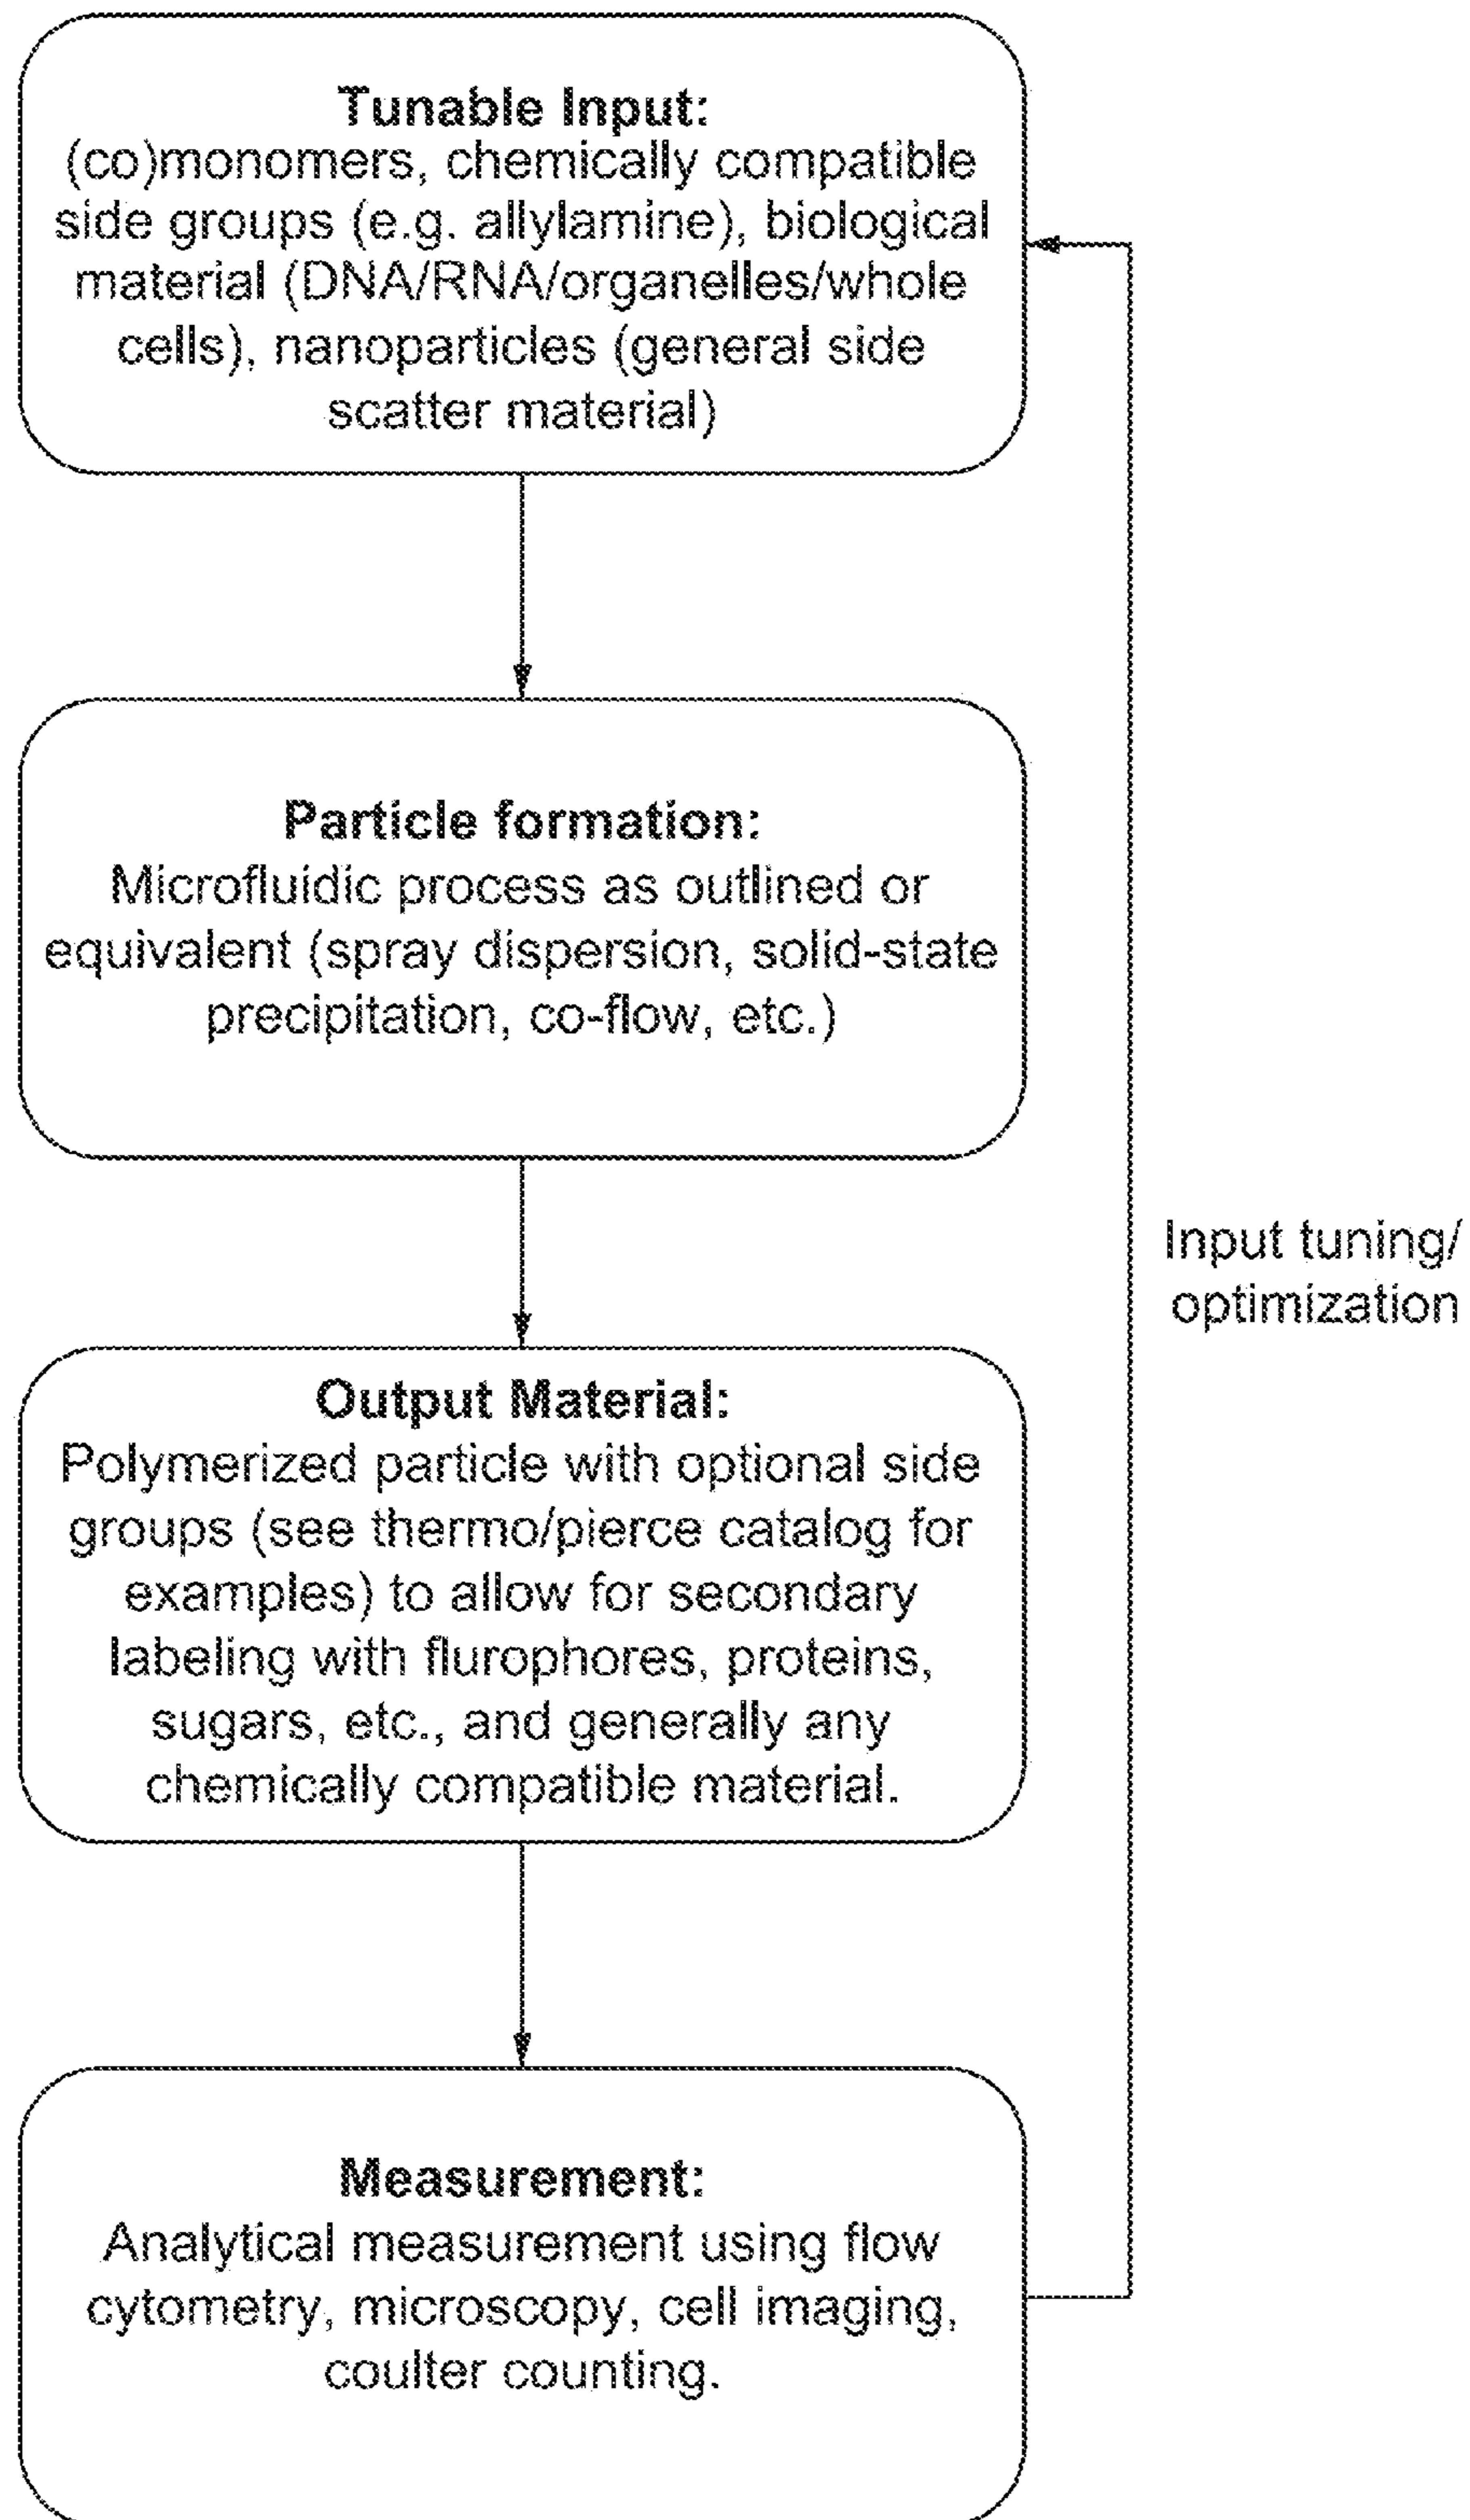 Tunable Input:
(co)monomers, chemically compatible
side groups (e.g. allylamine), biological
material (DNA/RNA/organelles/whole
cells), nanoparticles (general side
scatter material)
Particle formation:
Microfluidic process as outlined or
equivalent (spray dispersion, solid-state
precipitation, co-flow, etc.)
Input tuning/
optimization
Output Material:
Polymerized particle with optional side
groups (see thermo/pierce catalog for
examples) to allow for secondary
labeling with flurophores, proteins,
sugars, etc., and generally any
chemically compatible material.
Measurement:
Analytical measurement using flow
cytometry, microscopy, cell imaging,
coulter counting.